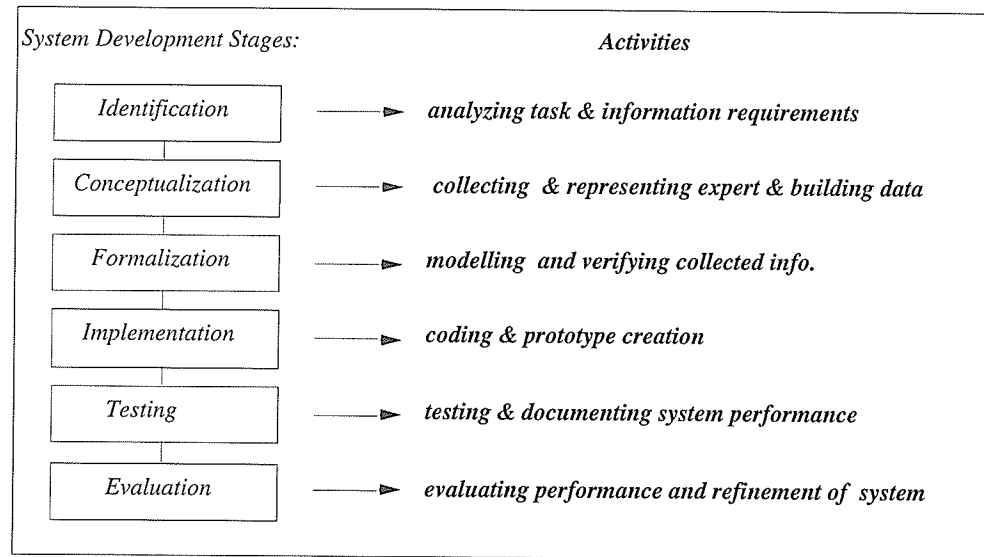 System Development Stages: Activities
Identification analyzing task & information requirements
Conceptualization collecting & representing expert & building data
Formalization modelling and verifying collected info.
Implementation coding & prototype creation
Testing testing & documenting system performance
Evaluation evaluating performance and refinement of system